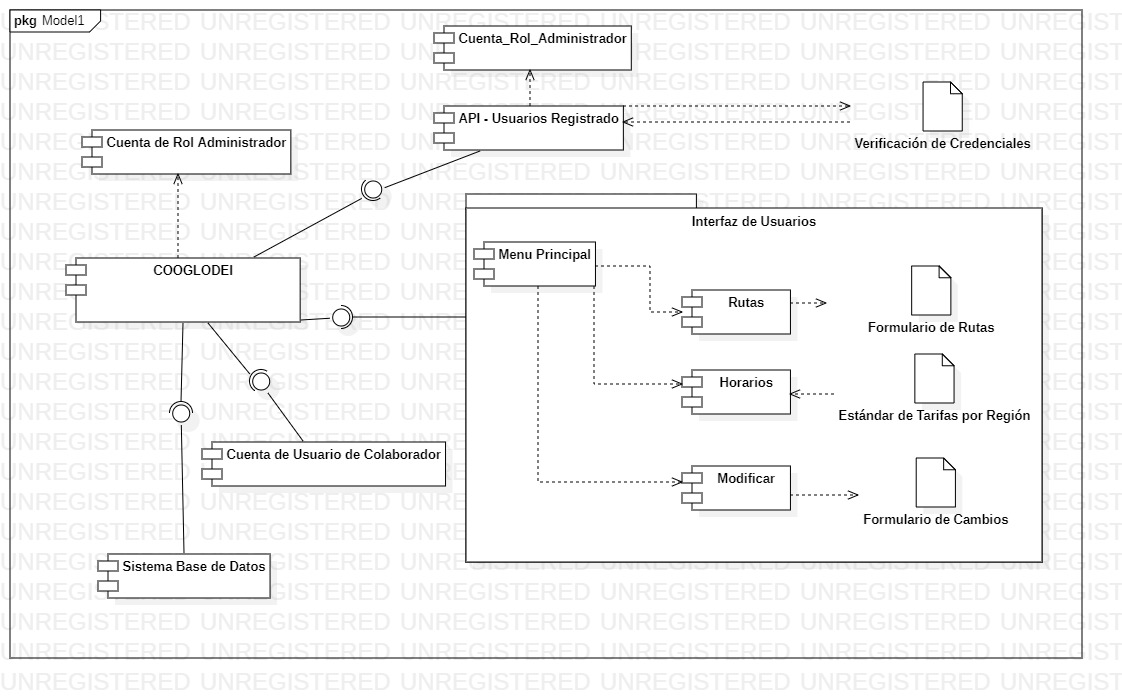 pkg Model1
Cuenta_Rol_Administrador
API - Usuarios Registrado
Verificación de Credenciales
Cuenta de Rol Administrador
Interfaz de Usuarios
Menu Principal
COOGLODEI
Rutas
Formulario de Rutas
Horarios
Estándar de Tarifas por Región
Cuenta de Usuario de Colaborador
Modificar
Formulario de Cambios
Sistema Base de Datos
UNREGISTERED